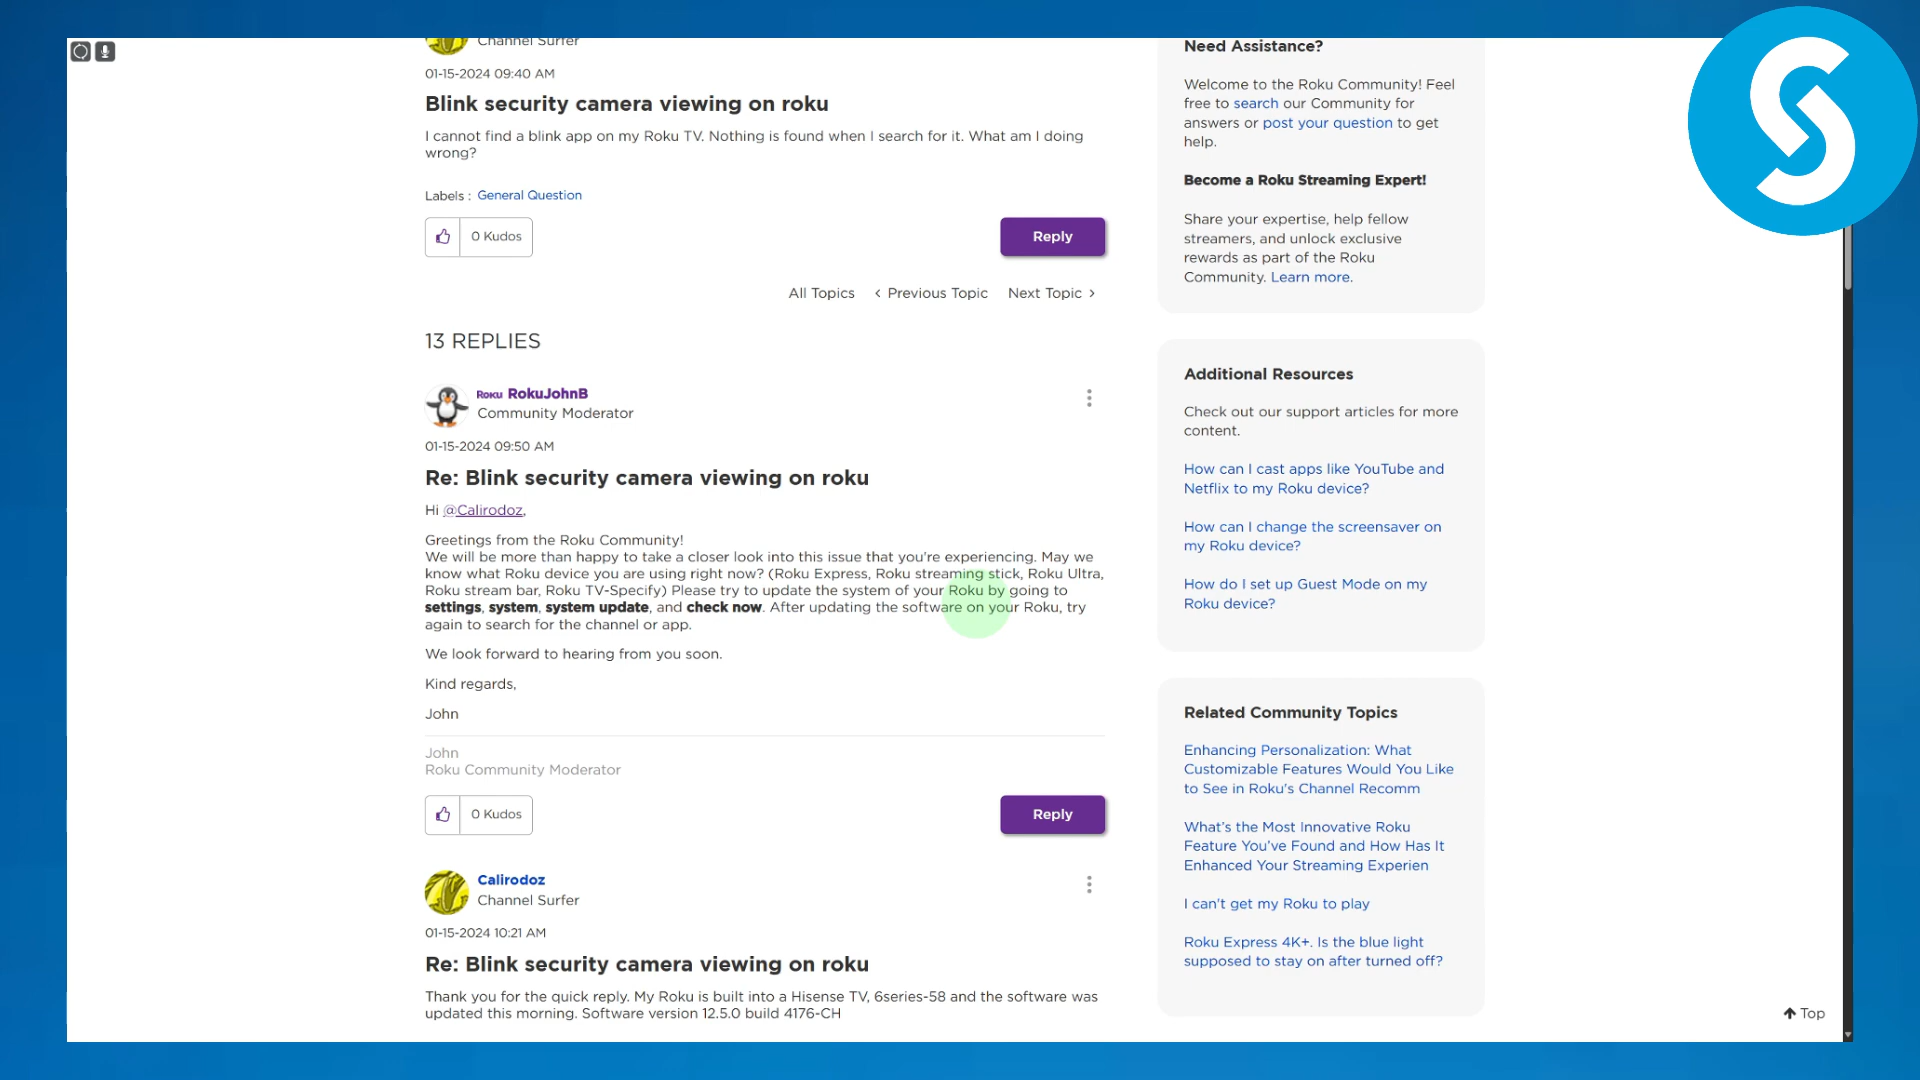 Channel Surfer
01-15-2024 09:40 AM
Blink security camera viewing on roku
I cannot find a blink app on my Roku TV. Nothing is found when I search for it. What am I doing
wrong?
Labels : General Question
0 Kudos
Reply
All Topics < Previous Topic Next Topic >
13 REPLIES
Roku RokuJohnB
Community Moderator
01-15-2024 09:50 AM
Re: Blink security camera viewing on roku
Hi @Calirodoz,
Greetings from the Roku Community!
We will be more than happy to take a closer look into this issue that you're experiencing. May we
know what Roku device you are using right now? (Roku Express, Roku streaming stick, Roku Ultra,
Roku stream bar, Roku TV-Specify) Please try to update the system of your Roku by going to
settings, system, system update, and check now. After updating the software on your Roku, try
again to search for the channel or app.
We look forward to hearing from you soon.
Kind regards,
John
John
Roku Community Moderator
0 Kudos
Reply
Calirodoz
Channel Surfer
01-15-2024 10:21 AM
Re: Blink security camera viewing on roku
Thank you for the quick reply. My Roku is built into a Hisense TV, 6series-58 and the software was
updated this morning. Software version 12.5.0 build 4176-CH
Need Assistance?
Welcome to the Roku Community! Feel
free to search our Community for
answers or post your question to get
help.
Become a Roku Streaming Expert!
Share your expertise, help fellow
streamers, and unlock exclusive
rewards as part of the Roku
Community. Learn more.
Additional Resources
Check out our support articles for more
content.
How can I cast apps like YouTube and
Netflix to my Roku device?
How can I change the screensaver on
my Roku device?
How do I set up Guest Mode on my
Roku device?
Related Community Topics
Enhancing Personalization: What
Customizable Features Would You Like
to See in Roku's Channel Recomm
What's the Most Innovative Roku
Feature You've Found and How Has It
Enhanced Your Streaming Experien
I can't get my Roku to play
Roku Express 4K+. Is the blue light
supposed to stay on after turned off?
Top